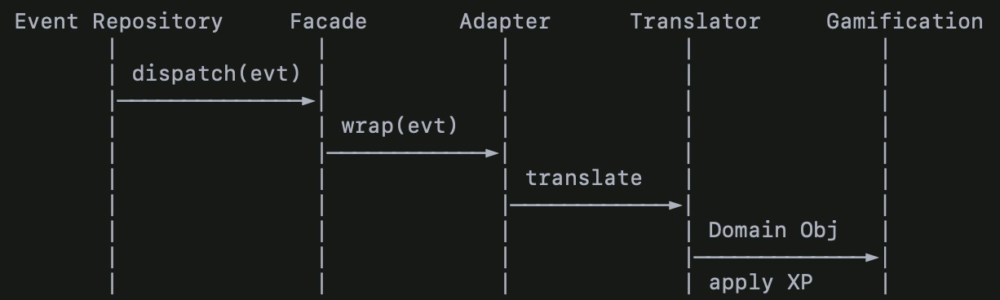 Event Repository Facade Adapter Translator Gamification
dispatch(evt)
wrap(evt)
translate
Domain Obj
apply XP